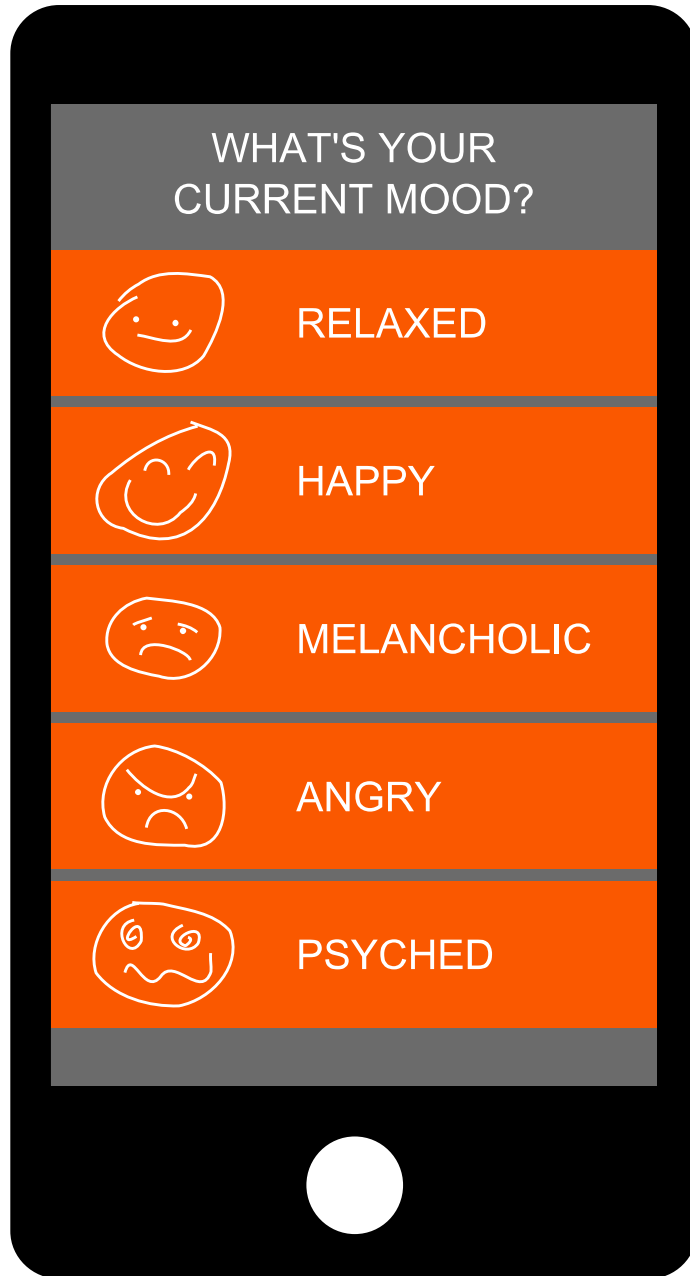 WHAT'S YOUR
CURRENT MOOD?
RELAXED
HAPPY
MELANCHOLIC
ANGRY
PSYCHED